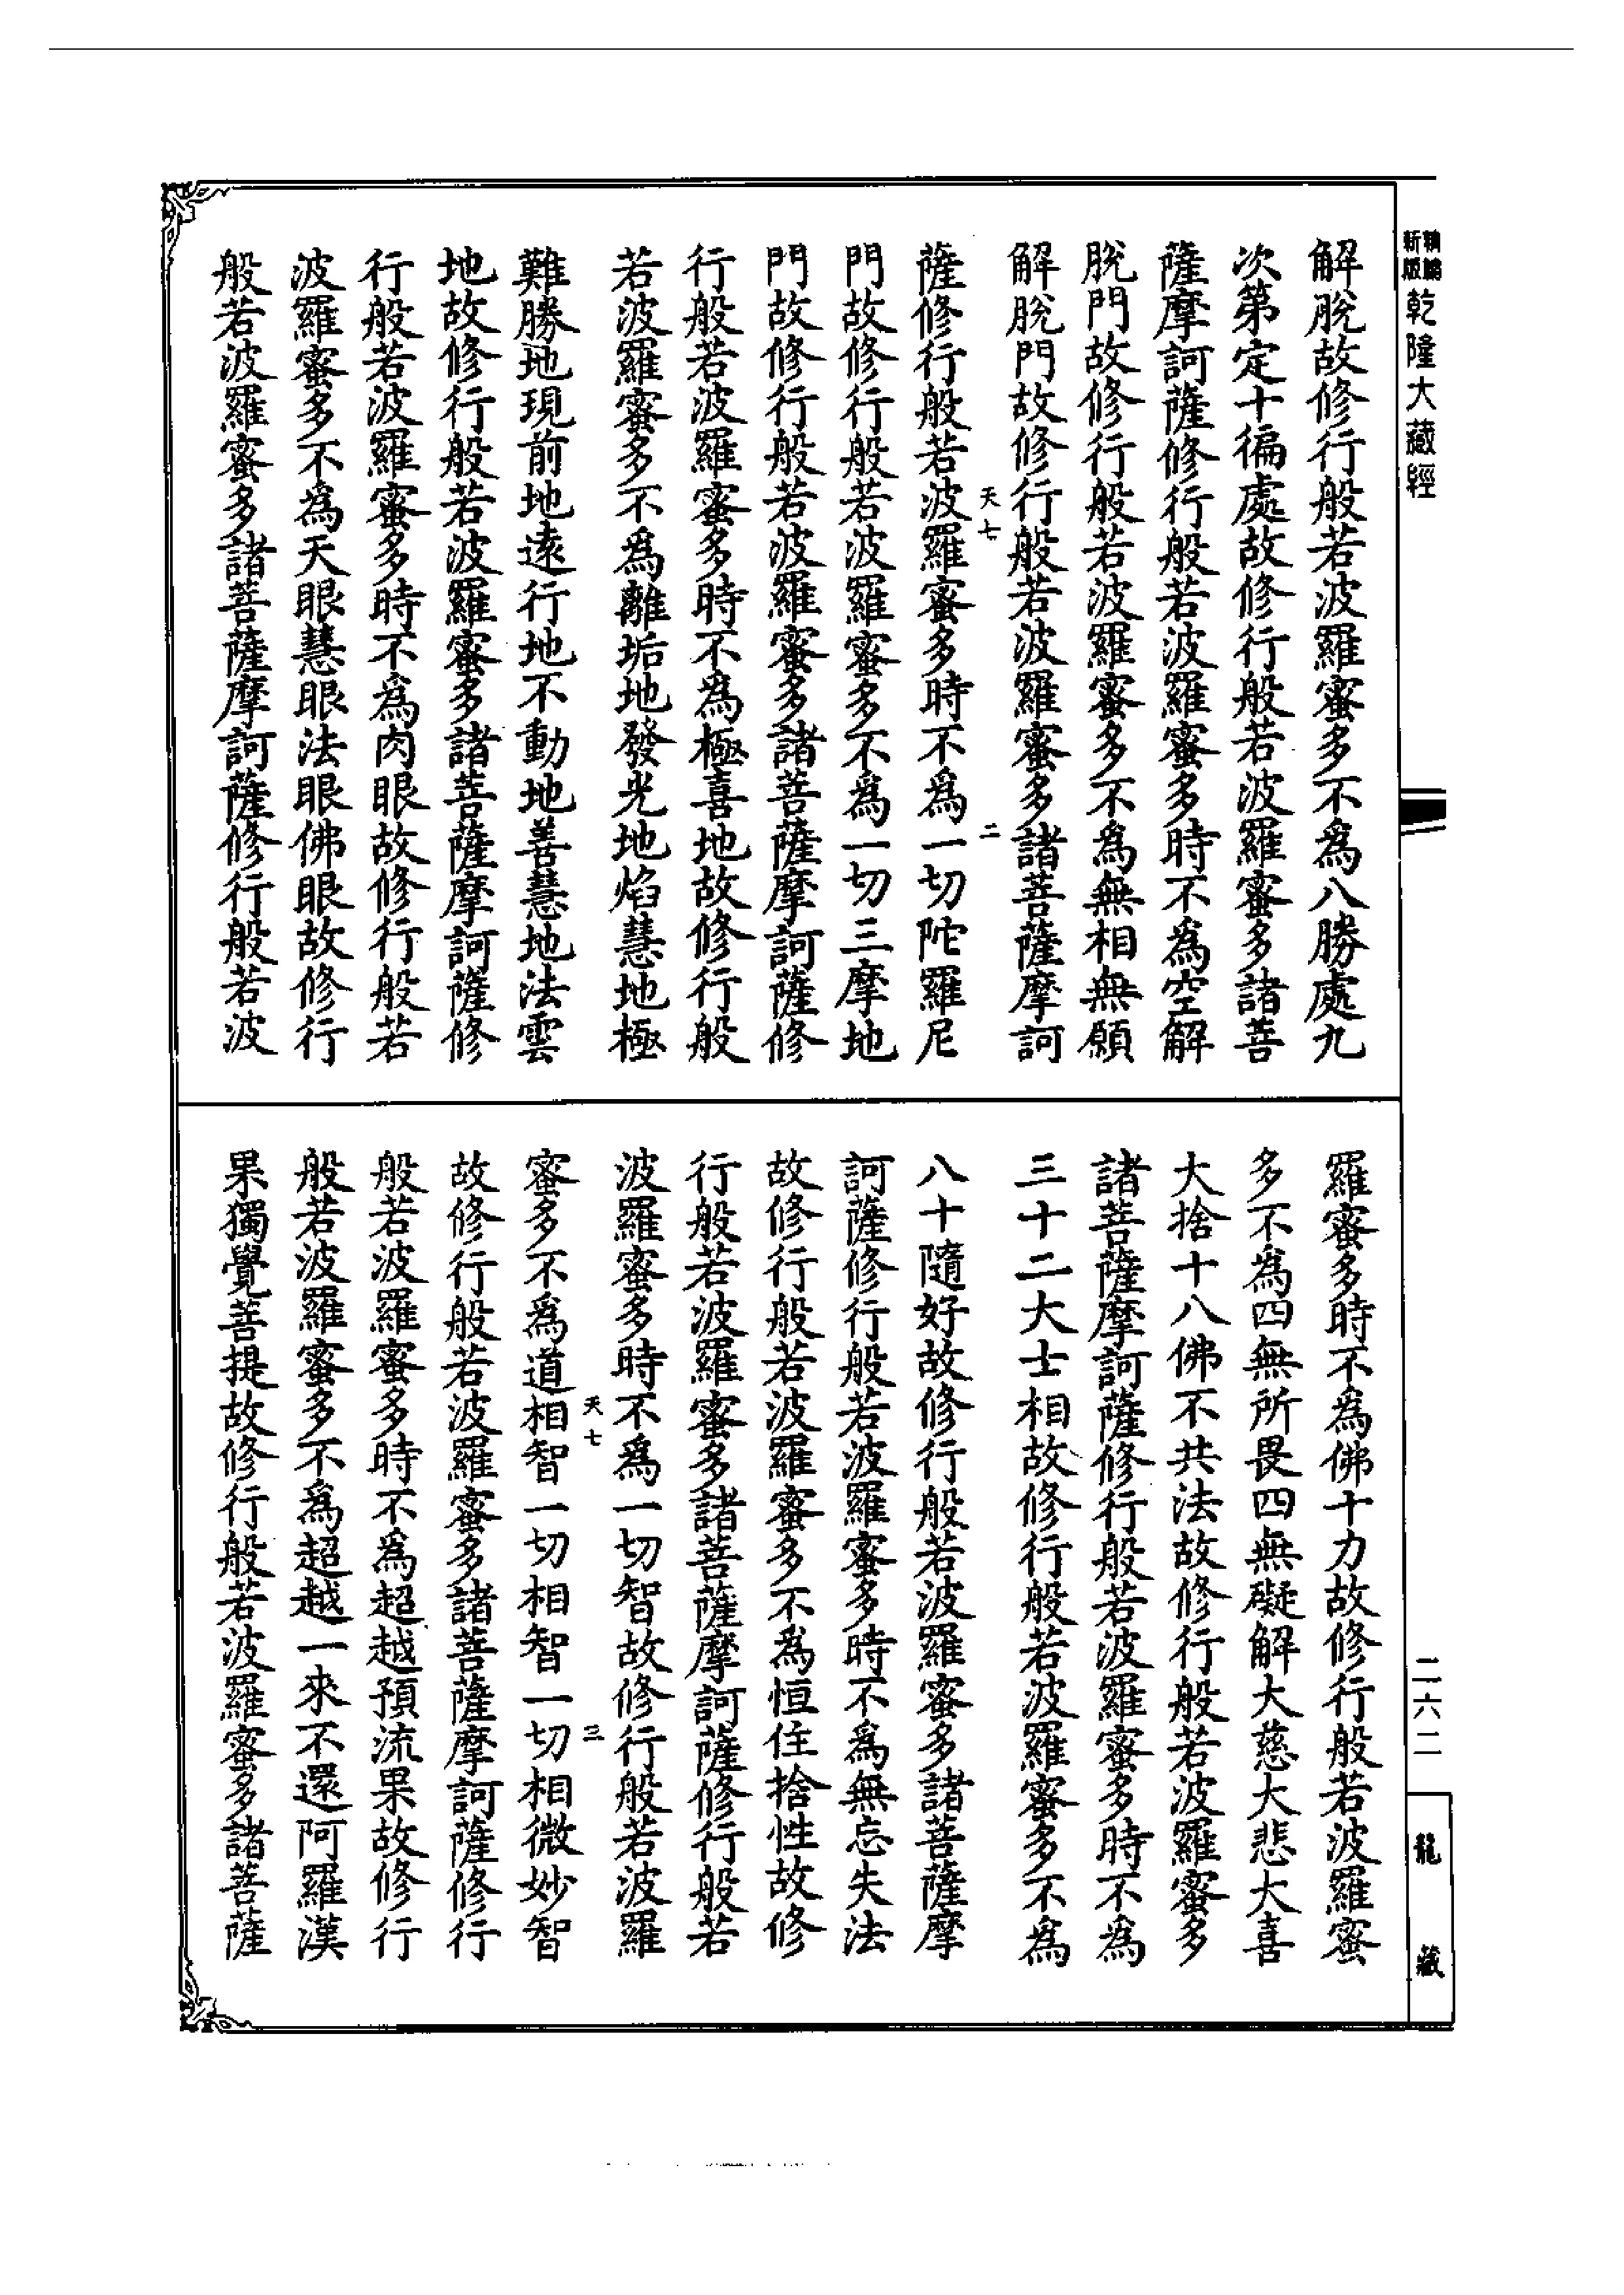 新版
精編
乾隆大藏經
解脫故修行般若波羅蜜多不為八勝處九
次第定十徧處故修行般若波羅蜜多諸菩
薩摩訶薩修行般若波羅蜜多時不為空解
脫門故修行般若波羅蜜多不為無相無願
解脫門故修行般若波羅蜜多諸菩薩摩訶
天七
二
薩修行般若波羅蜜多時不為一切陀羅尼
門故修行般若波羅蜜多不為一切三摩地
門故修行般若波羅蜜多諸菩薩摩訶薩修
行般若波羅蜜多時不為極喜地故修行般
若波羅蜜多不為離垢地發光地焰慧地極
難勝地現前地遠行地不動地善慧地法雲
地故修行般若波羅蜜多諸菩薩摩訶薩修
行般若波羅蜜多時不為肉眼故修行般若
波羅蜜多不為天眼慧眼法眼佛眼故修行
般若波羅蜜多諸菩薩摩訶薩修行般若波
羅蜜多時不為佛十力故修行般若波羅蜜
多不為四無所畏四無礙解大慈大悲大喜
大捨十八佛不共法故修行般若波羅蜜多
諸菩薩摩訶薩修行般若波羅蜜多時不為
三十二大士相故修行般若波羅蜜多不為
八十隨好故修行般若波羅蜜多諸菩薩摩
訶薩修行般若波羅蜜多時不為無忘失法
故修行般若波羅蜜多不為恒住捨性故修
行般若波羅蜜多諸菩薩摩訶薩修行般若
波羅蜜多時不為一切智故修行般若波羅
天七
三
蜜多不為道相智一切相智一切相微妙智
故修行般若波羅蜜多諸菩薩摩訶薩修行
般若波羅蜜多時不為超越預流果故修行
般若波羅蜜多不為超越一來不還阿羅漢
果獨覺菩提故修行般若波羅蜜多諸菩薩
二六二
龍藏